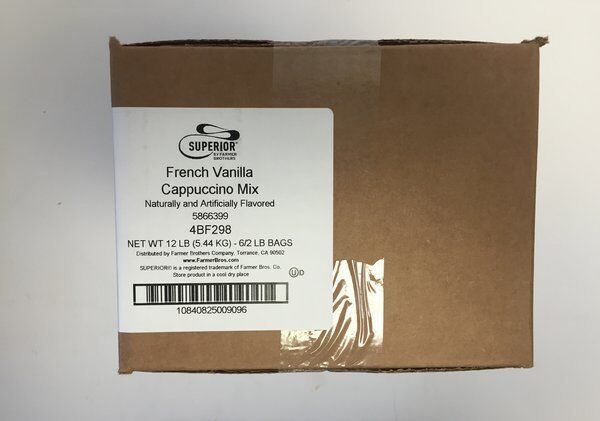 SUPERIOR®
BY FARMER
BROTHERS
French Vanilla
Cappuccino Mix
Naturally and Artificially Flavored
5866399
4BF298
NET WT 12 LB (5.44 KG) - 6/2 LB BAGS
Distributed by Farmer Brothers Company, Torrance, CA 90502
www.FarmerBros.com
SUPERIOR® is a registered trademark of Farmer Bros. Co.
Store product in a cool dry place
U D
10840825009096